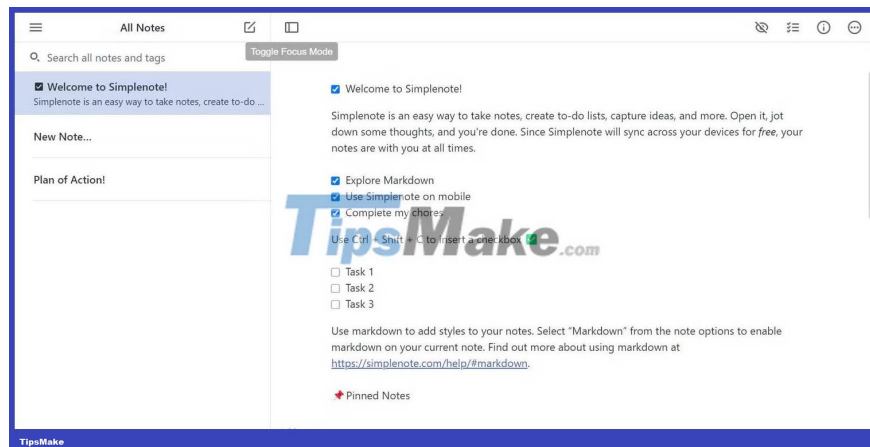 All Notes
Toggle Focus Mode
Search all notes and tags
Welcome to Simplenote!
Simplenote is an easy way to take notes, create to-do ...
New Note...
Plan of Action!
Welcome to Simplenote!
Simplenote is an easy way to take notes, create to-do lists, capture ideas, and more. Open it, jot
down some thoughts, and you're done. Since Simplenote will sync across your devices for free, your
notes are with you at all times.
Explore Markdown
Use Simplenote on mobile
Complete my chores
Use Ctrl + Shift + C to insert a checkbox
TipsMake.com
Task 1
Task 2
Task 3
Use markdown to add styles to your notes. Select "Markdown" from the note options to enable
markdown on your current note. Find out more about using markdown at
https://simplenote.com/help/#markdown.
Pinned Notes
TipsMake